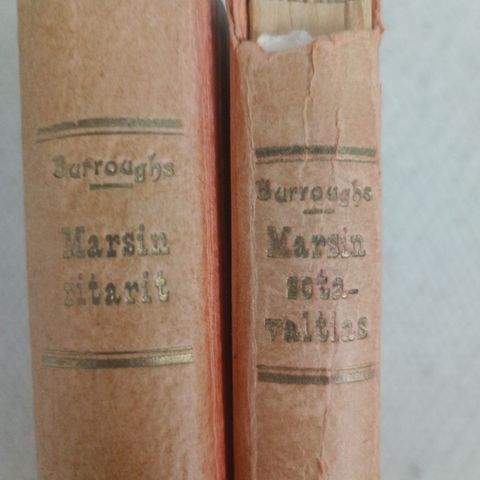 Burroughs
Marsin
ritarit
Burroughs
Marsin
sota-
valtias